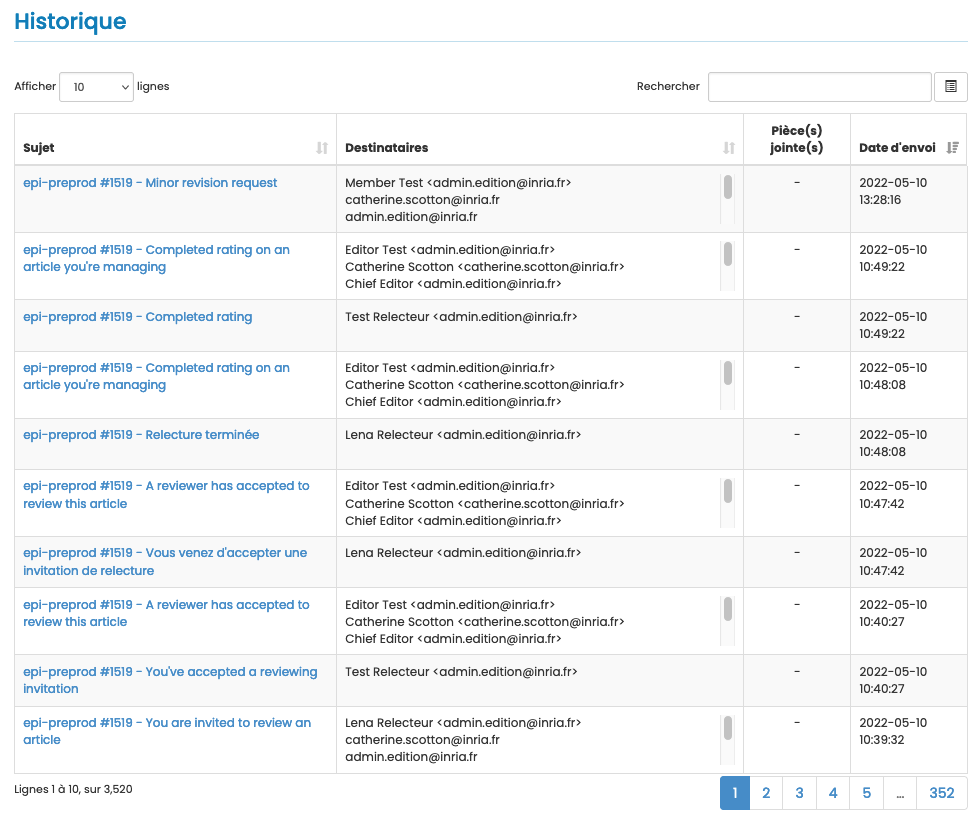 Historique
Afficher 10 lignes
Rechercher
Sujet
Destinataires
Pièce(s)
jointe(s)
Date d'envoi
epi-preprod #1519 - Minor revision request
Member Test <admin.edition@inria.fr>
catherine.scotton@inria.fr
admin.edition@inria.fr
-
2022-05-10
13:28:16
epi-preprod #1519 - Completed rating on an
article you're managing
Editor Test <admin.edition@inria.fr>
Catherine Scotton <catherine.scotton@inria.fr>
Chief Editor <admin.edition@inria.fr>
-
2022-05-10
10:49:22
epi-preprod #1519 - Completed rating
Test Relecteur <admin.edition@inria.fr>
-
2022-05-10
10:49:22
epi-preprod #1519 - Completed rating on an
article you're managing
Editor Test <admin.edition@inria.fr>
Catherine Scotton <catherine.scotton@inria.fr>
Chief Editor <admin.edition@inria.fr>
-
2022-05-10
10:48:08
epi-preprod #1519 - Relecture terminée
Lena Relecteur <admin.edition@inria.fr>
-
2022-05-10
10:48:08
epi-preprod #1519 - A reviewer has accepted to
review this article
Editor Test <admin.edition@inria.fr>
Catherine Scotton <catherine.scotton@inria.fr>
Chief Editor <admin.edition@inria.fr>
-
2022-05-10
10:47:42
epi-preprod #1519 - Vous venez d'accepter une
invitation de relecture
Lena Relecteur <admin.edition@inria.fr>
-
2022-05-10
10:47:42
epi-preprod #1519 - A reviewer has accepted to
review this article
Editor Test <admin.edition@inria.fr>
Catherine Scotton <catherine.scotton@inria.fr>
Chief Editor <admin.edition@inria.fr>
-
2022-05-10
10:40:27
epi-preprod #1519 - You've accepted a reviewing
invitation
Test Relecteur <admin.edition@inria.fr>
-
2022-05-10
10:40:27
epi-preprod #1519 - You are invited to review an
article
Lena Relecteur <admin.edition@inria.fr>
catherine.scotton@inria.fr
admin.edition@inria.fr
-
2022-05-10
10:39:32
Lignes 1 à 10, sur 3,520
1 2 3 4 5 ... 352